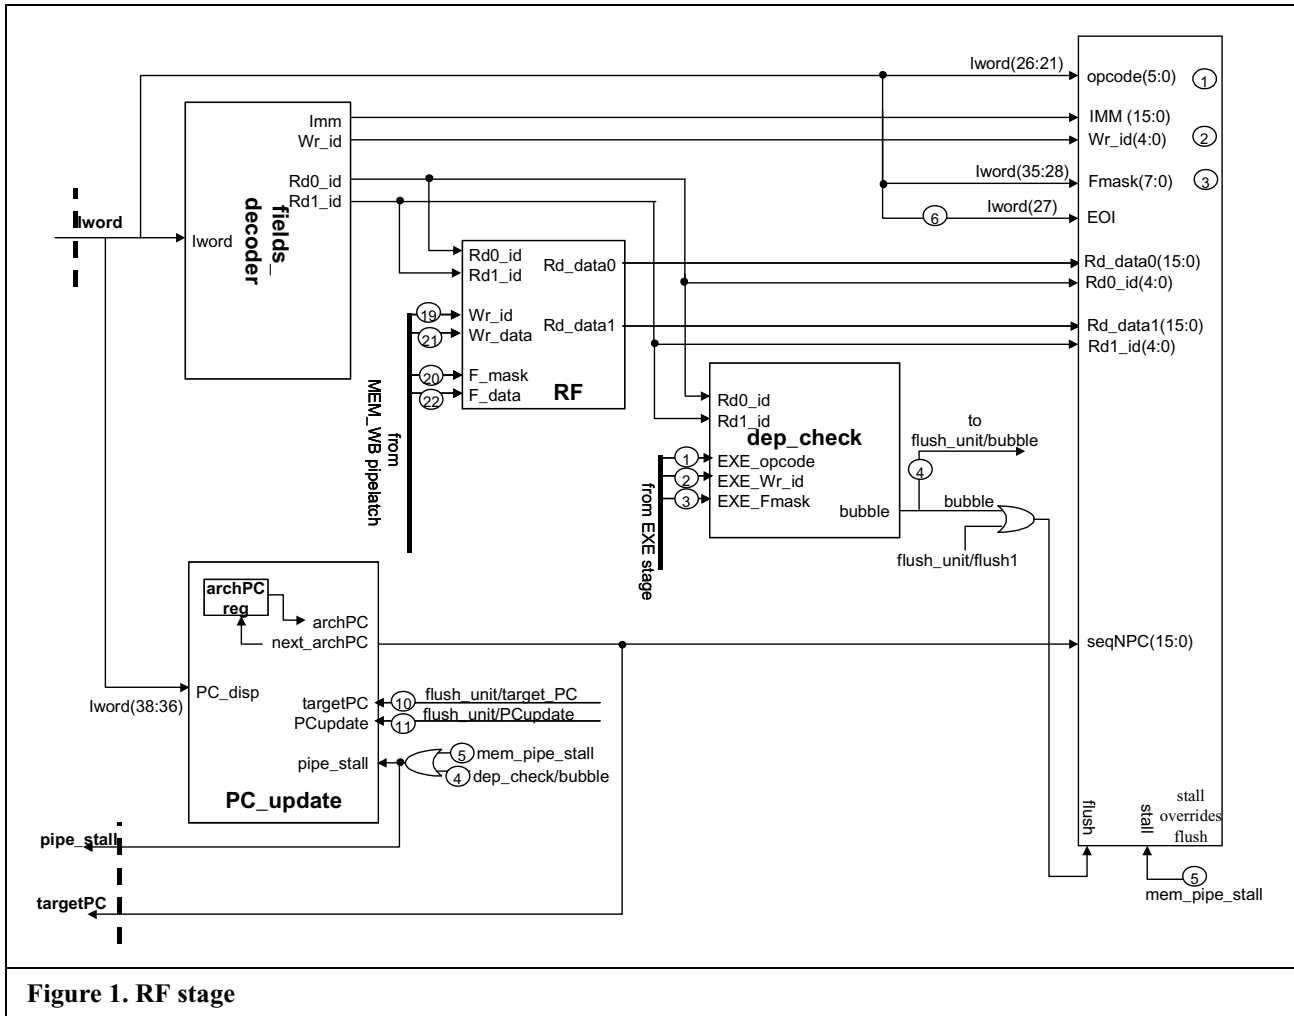 Iword(26:21)
opcode(5:0)
1
Imm
IMM (15:0)
Wr_id
Wr_id(4:0)
2
Rd0_id
Iword(35:28)
Fmask(7:0)
3
Rd1_id
6
Iword(27)
EOI
Iword
Iword
fields_
decoder
Rd0_id
Rd1_id
Rd_data0
Rd_data0(15:0)
Rd0_id(4:0)
19
Wr_id
21
Wr_data
Rd_data1
Rd_data1(15:0)
Rd1_id(4:0)
20
F_mask
22
F_data
RF
from
MEM_WB pipelatch
Rd0_id
Rd1_id
dep_check
to
flush_unit/bubble
1
EXE_opcode
2
EXE_Wr_id
3
EXE_Fmask
4
bubble
bubble
from EXE stage
flush_unit/flush1
archPC
reg
archPC
next_archPC
seqNPC(15:0)
PC_disp
Iword(38:36)
targetPC
10
flush_unit/target_PC
PCupdate
11
flush_unit/PCupdate
pipe_stall
5
mem_pipe_stall
4
dep_check/bubble
PC_update
flush
stall
stall
overrides
flush
pipe_stall
5
mem_pipe_stall
targetPC
Figure 1. RF stage